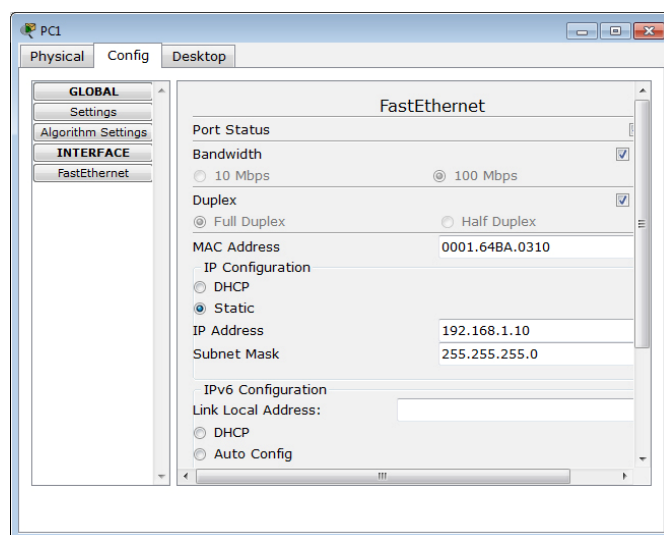 PC1
Physical Config Desktop
GLOBAL
Settings
Algorithm Settings
INTERFACE
FastEthernet
FastEthernet
Port Status
Bandwidth
10 Mbps 100 Mbps
Duplex
Full Duplex Half Duplex
MAC Address 0001.64BA.0310
IP Configuration
DHCP
Static
IP Address 192.168.1.10
Subnet Mask 255.255.255.0
IPv6 Configuration
Link Local Address:
DHCP
Auto Config